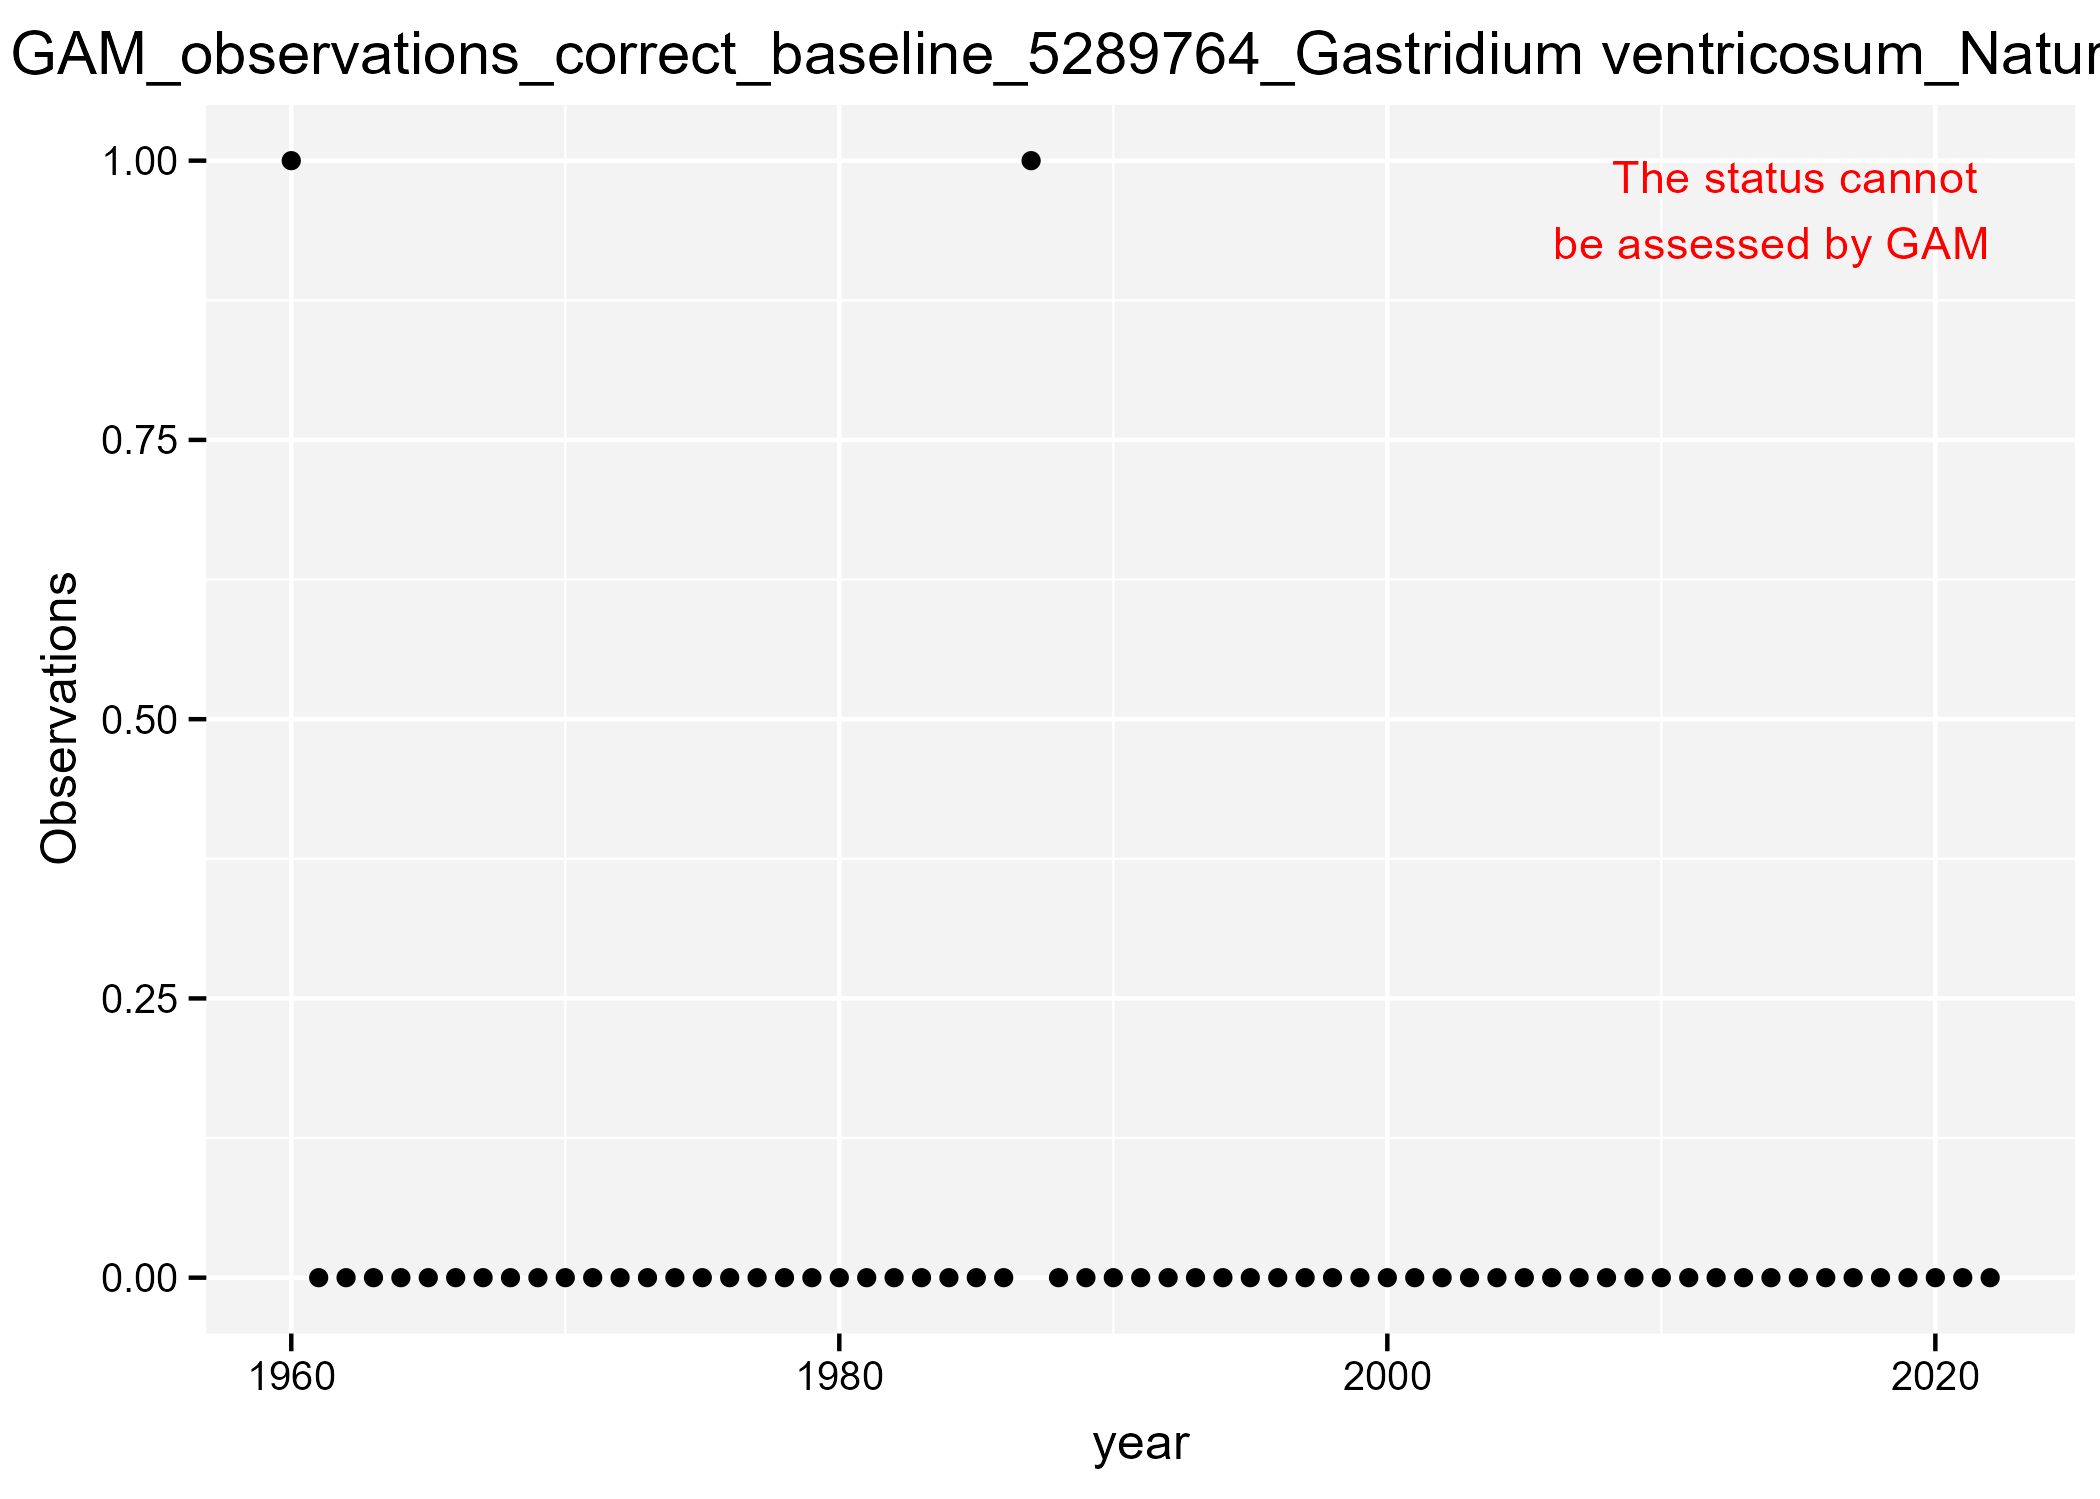 GAM_observations_correct_baseline_5289764_Gastridium ventricosum_Natur
The status cannot
be assessed by GAM
1.00
0.75
0.50
0.25
0.00
Observations
1960 1980 2000 2020
year